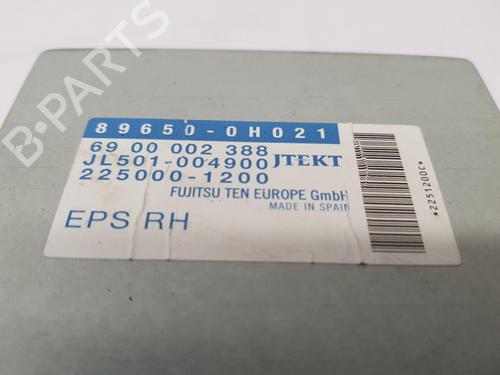 89650-0H021
69 00 002 388
JL501-004900 JTEKT
225000-1200
FUJITSU TEN EUROPE GmbH
MADE IN SPAIN
EPS RH
*2251200C*
B-PARTS